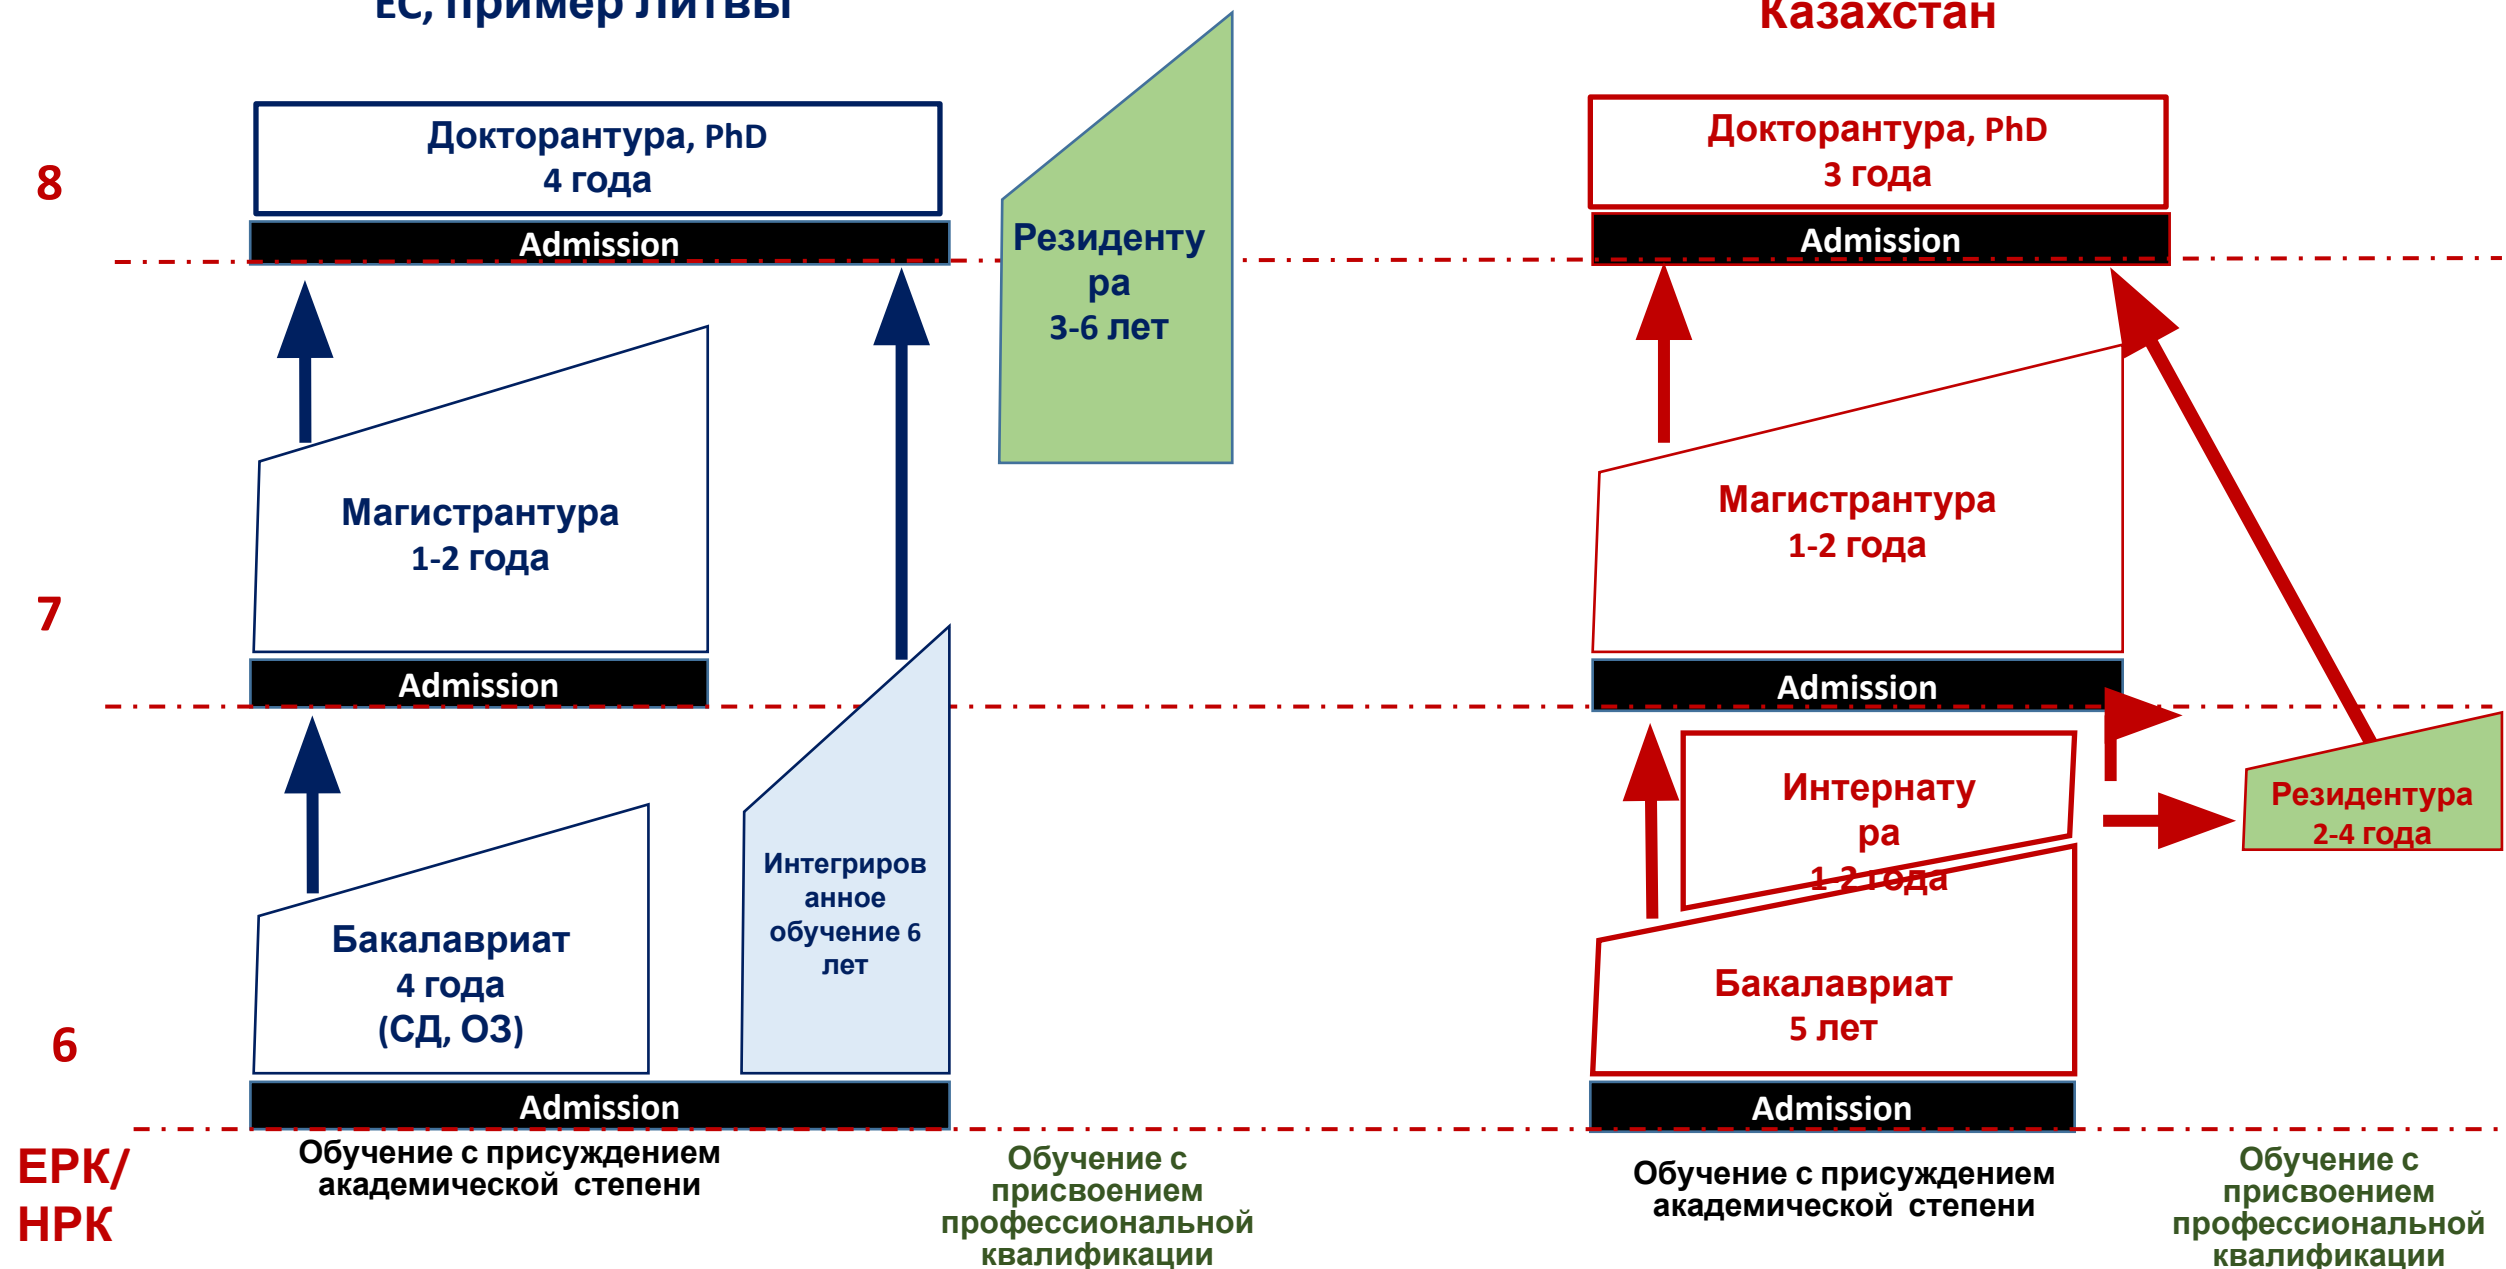 ЕС, пример Литвы
Казахстан
8
Докторантура, PhD
4 года
Admission
Резиденту
ра
3-6 лет
Докторантура, PhD
3 года
Admission
7
Магистрантура
1-2 года
Admission
Магистрантура
1-2 года
Admission
6
Бакалавриат
4 года
(СД, ОЗ)
Интегриров
анное
обучение 6
лет
Admission
Интернату
ра
1-2 года
Бакалавриат
5 лет
Admission
Резидентура
2-4 года
ЕРК/
НРК
Обучение с присуждением
академической степени
Обучение с
присвоением
профессиональной
квалификации
Обучение с присуждением
академической степени
Обучение с
присвоением
профессиональной
квалификации